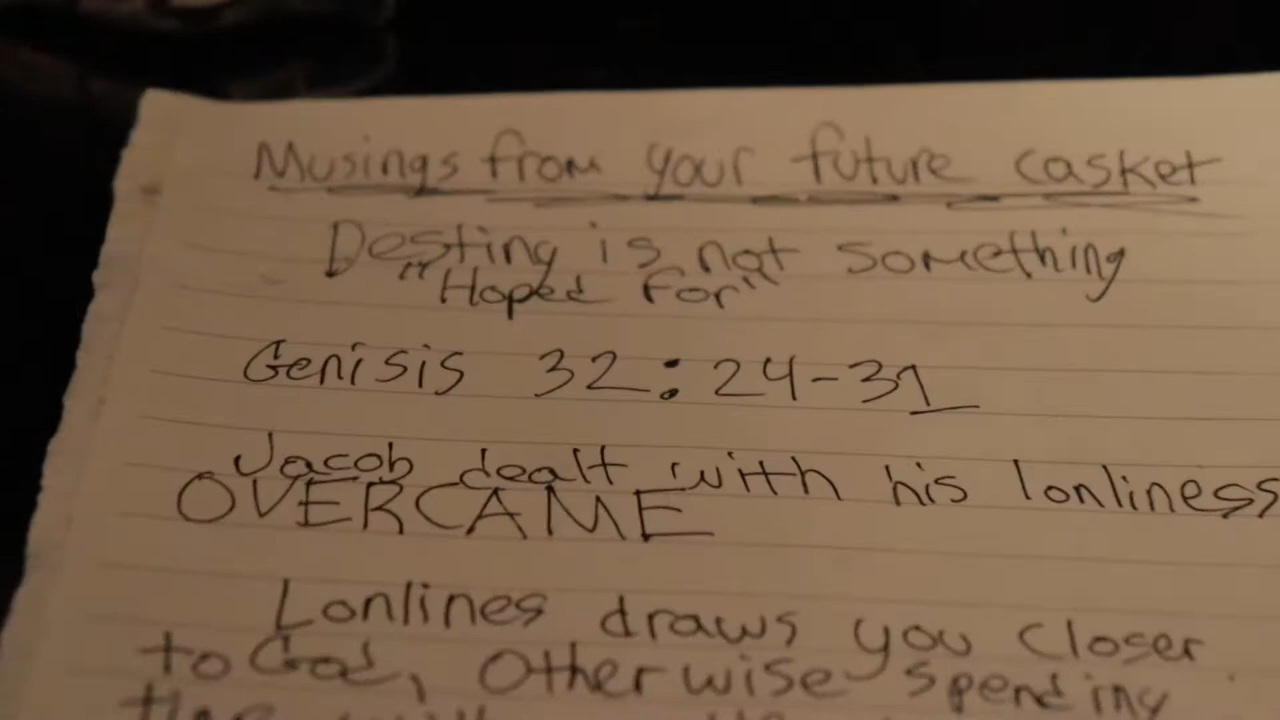 Musings from your future casket
Desting is not something
"Hoped For"
Genisis 32:24-31
Jacob dealt with his lonliness
OVERCAME
Lonlines draws you closer
to God, Otherwise spending